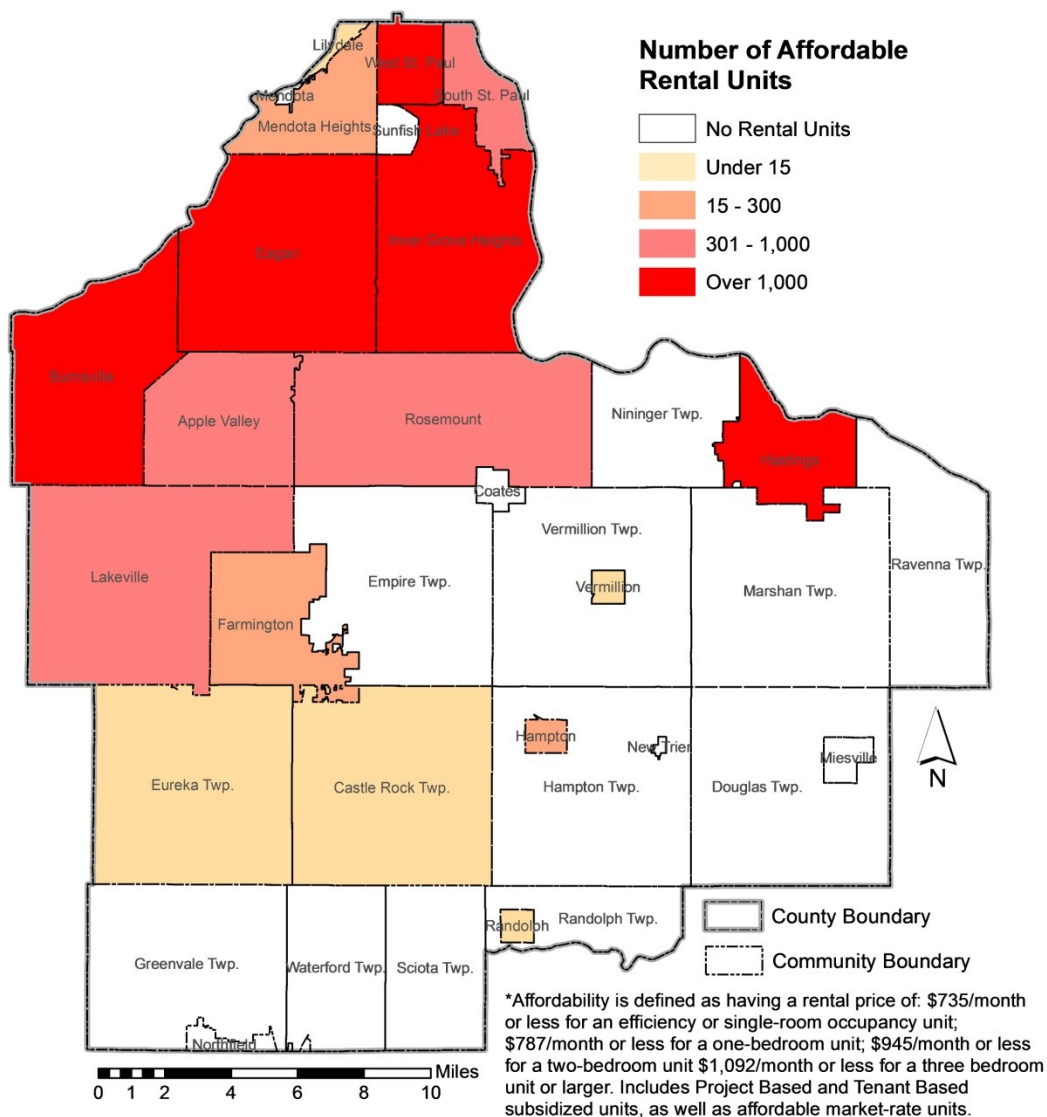 Number of Affordable
Rental Units
No Rental Units
Under 15
15 - 300
301 - 1,000
Over 1,000
Lilydale
West St. Paul
South St. Paul
Mendota
Mendota Heights
Sunfish Lake
Eagan
Inver Grove Heights
Burnsville
Apple Valley
Rosemount
Nininger Twp.
Hastings
Coates
Vermillion Twp.
Lakeville
Empire Twp.
Vermillion
Marshan Twp.
Ravenna Twp.
Farmington
Hampton
New Trier
Miesville
Eureka Twp.
Castle Rock Twp.
Hampton Twp.
Douglas Twp.
N
Randolph
Randolph Twp.
County Boundary
Greenvale Twp.
Waterford Twp.
Sciota Twp.
Community Boundary
Northfield
*Affordability is defined as having a rental price of: $735/month
or less for an efficiency or single-room occupancy unit;
$787/month or less for a one-bedroom unit; $945/month or less
for a two-bedroom unit $1,092/month or less for a three bedroom
unit or larger. Includes Project Based and Tenant Based
subsidized units, as well as affordable market-rate units.
Miles
0 1 2 4 6 8 10